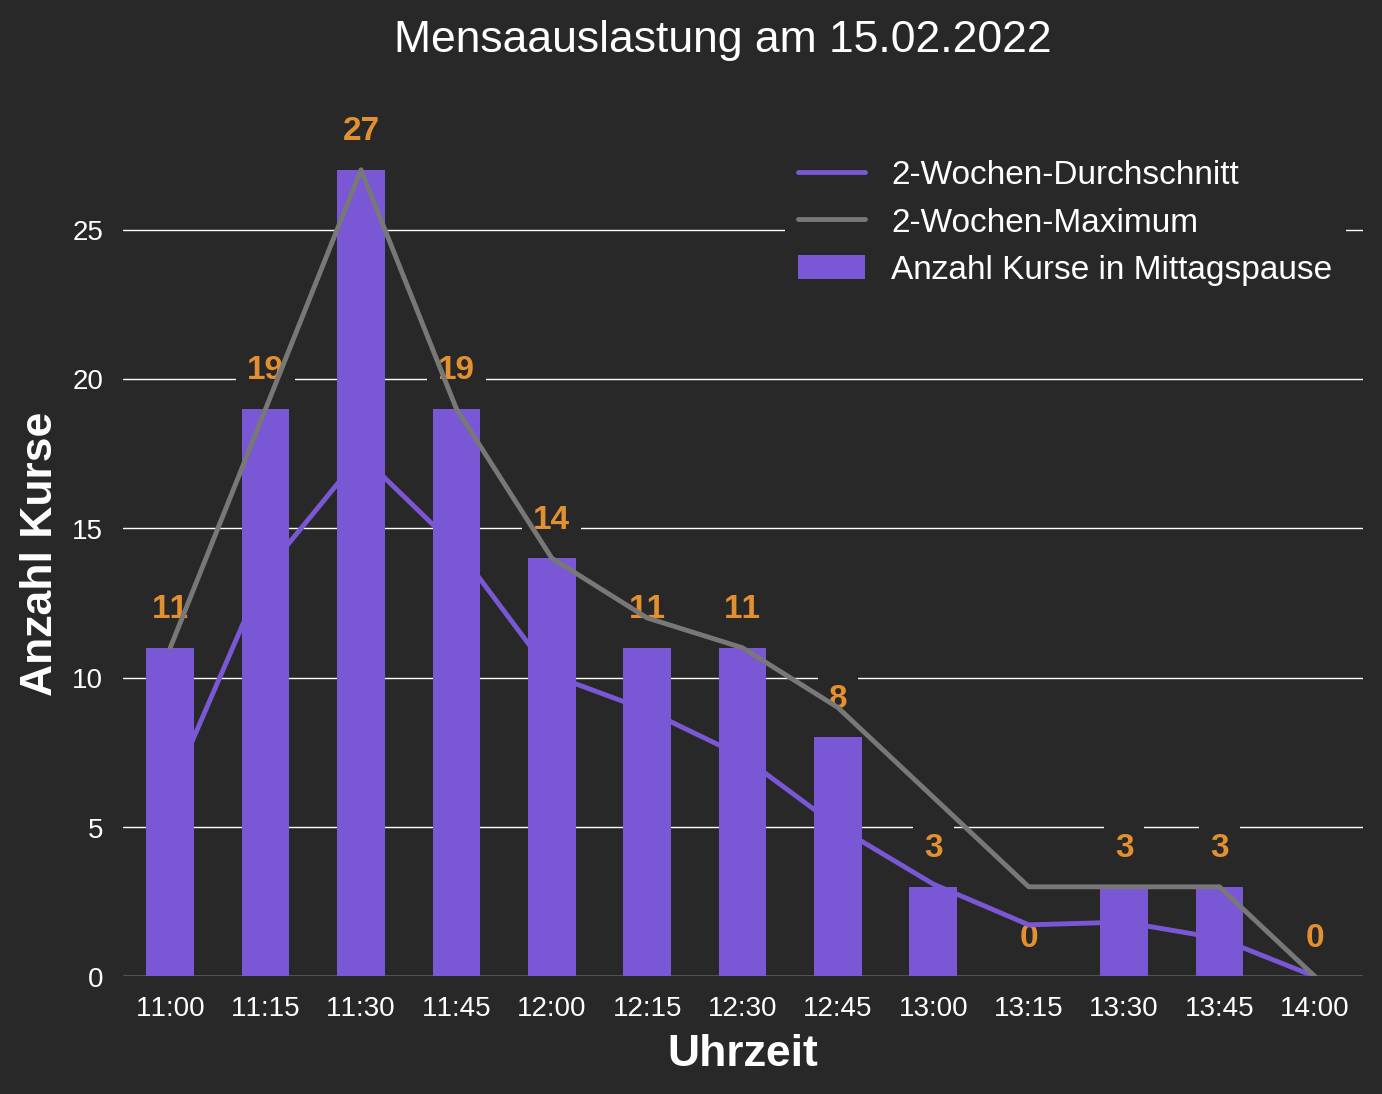 Mensaauslastung am 15.02.2022
2-Wochen-Durchschnitt
2-Wochen-Maximum
Anzahl Kurse in Mittagspause
27
19
19
14
11
11
11
8
3
3
3
0
0
25
20
15
10
5
0
Anzahl Kurse
11:00 11:15 11:30 11:45 12:00 12:15 12:30 12:45 13:00 13:15 13:30 13:45 14:00
Uhrzeit